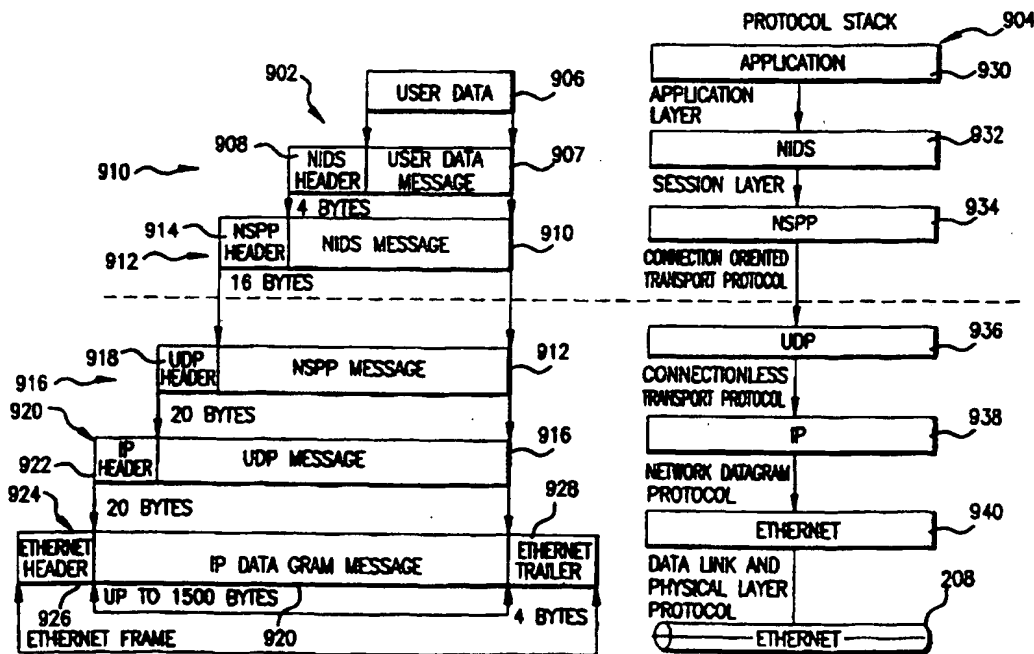 PROTOCOL STACK
904
902
USER DATA
906
APPLICATION
930
APPLICATION
LAYER
908
910
NIDS
HEADER
USER DATA
MESSAGE
907
NIDS
932
4 BYTES
SESSION LAYER
914
912
NSPP
HEADER
NIDS MESSAGE
910
NSPP
934
16 BYTES
CONNECTION ORIENTED
TRANSPORT PROTOCOL
918
916
UDP
HEADER
NSPP MESSAGE
912
UDP
936
20 BYTES
CONNECTIONLESS
TRANSPORT PROTOCOL
920
922
IP
HEADER
UDP MESSAGE
916
IP
938
20 BYTES
NETWORK DATAGRAM
PROTOCOL
924
928
ETHERNET
HEADER
IP DATA GRAM MESSAGE
ETHERNET
TRAILER
ETHERNET
940
926
UP TO 1500 BYTES
920
4 BYTES
ETHERNET FRAME
DATA LINK AND
PHYSICAL LAYER
PROTOCOL
208
ETHERNET